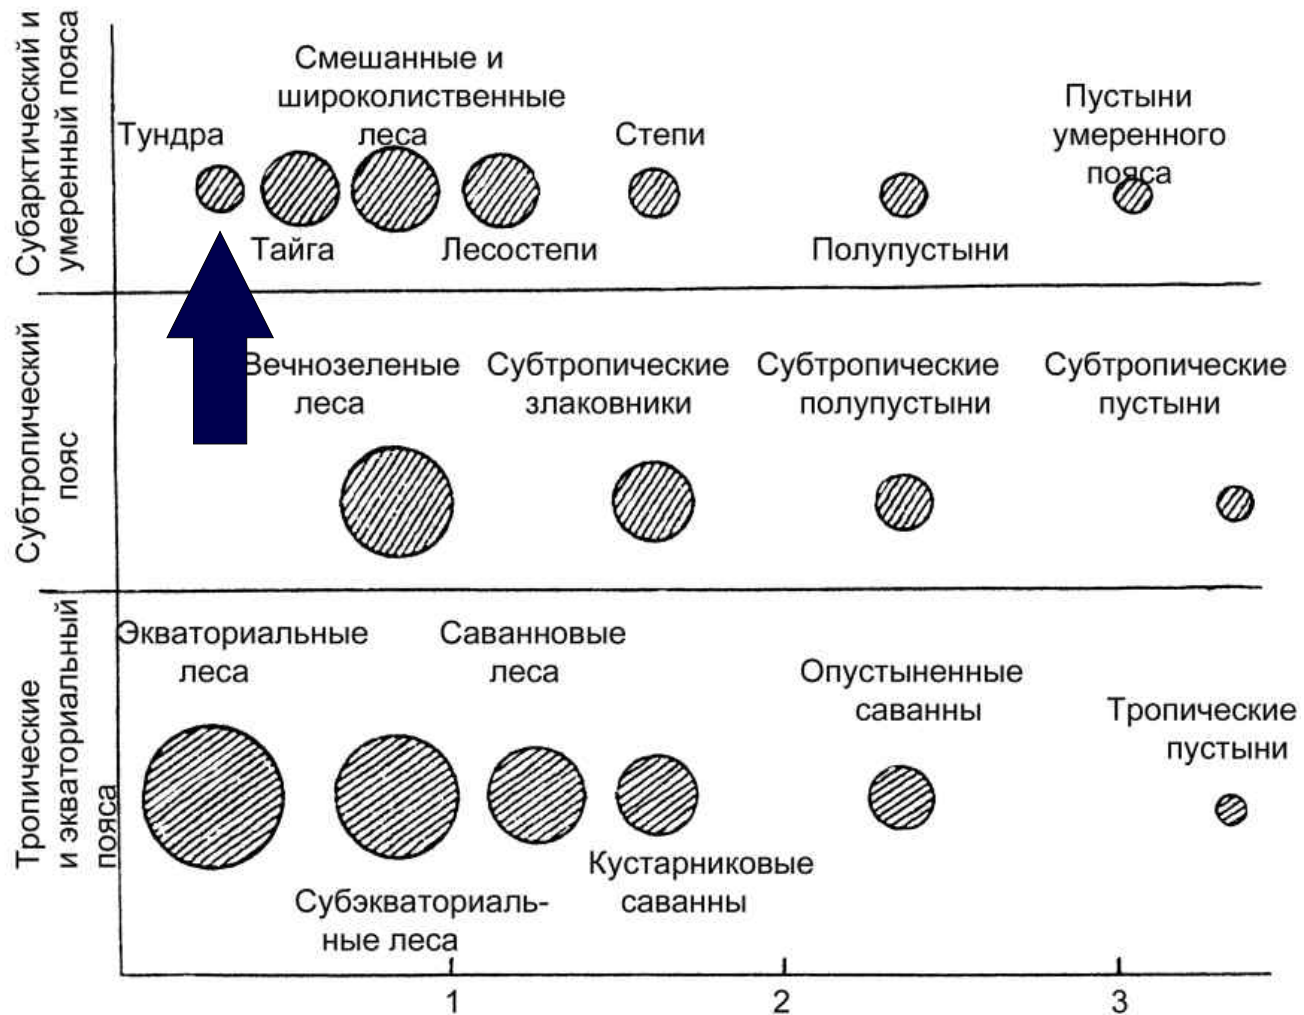 Субарктический и
умеренный пояса
Смешанные и
широколиственные
леса
Тундра
Степи
Пустыни
умеренного
пояса
Тайга
Лесостепи
Полупустыни
Субтропический
пояс
Вечнозеленые
леса
Субтропические
злаковники
Субтропические
полупустыни
Субтропические
пустыни
Тропические
и экваториальный
пояса
Экваториальные
леса
Саванновые
леса
Опустыненные
саванны
Тропические
пустыни
Кустарниковые
саванны
Субэкваториаль-
ные леса
1
2
3